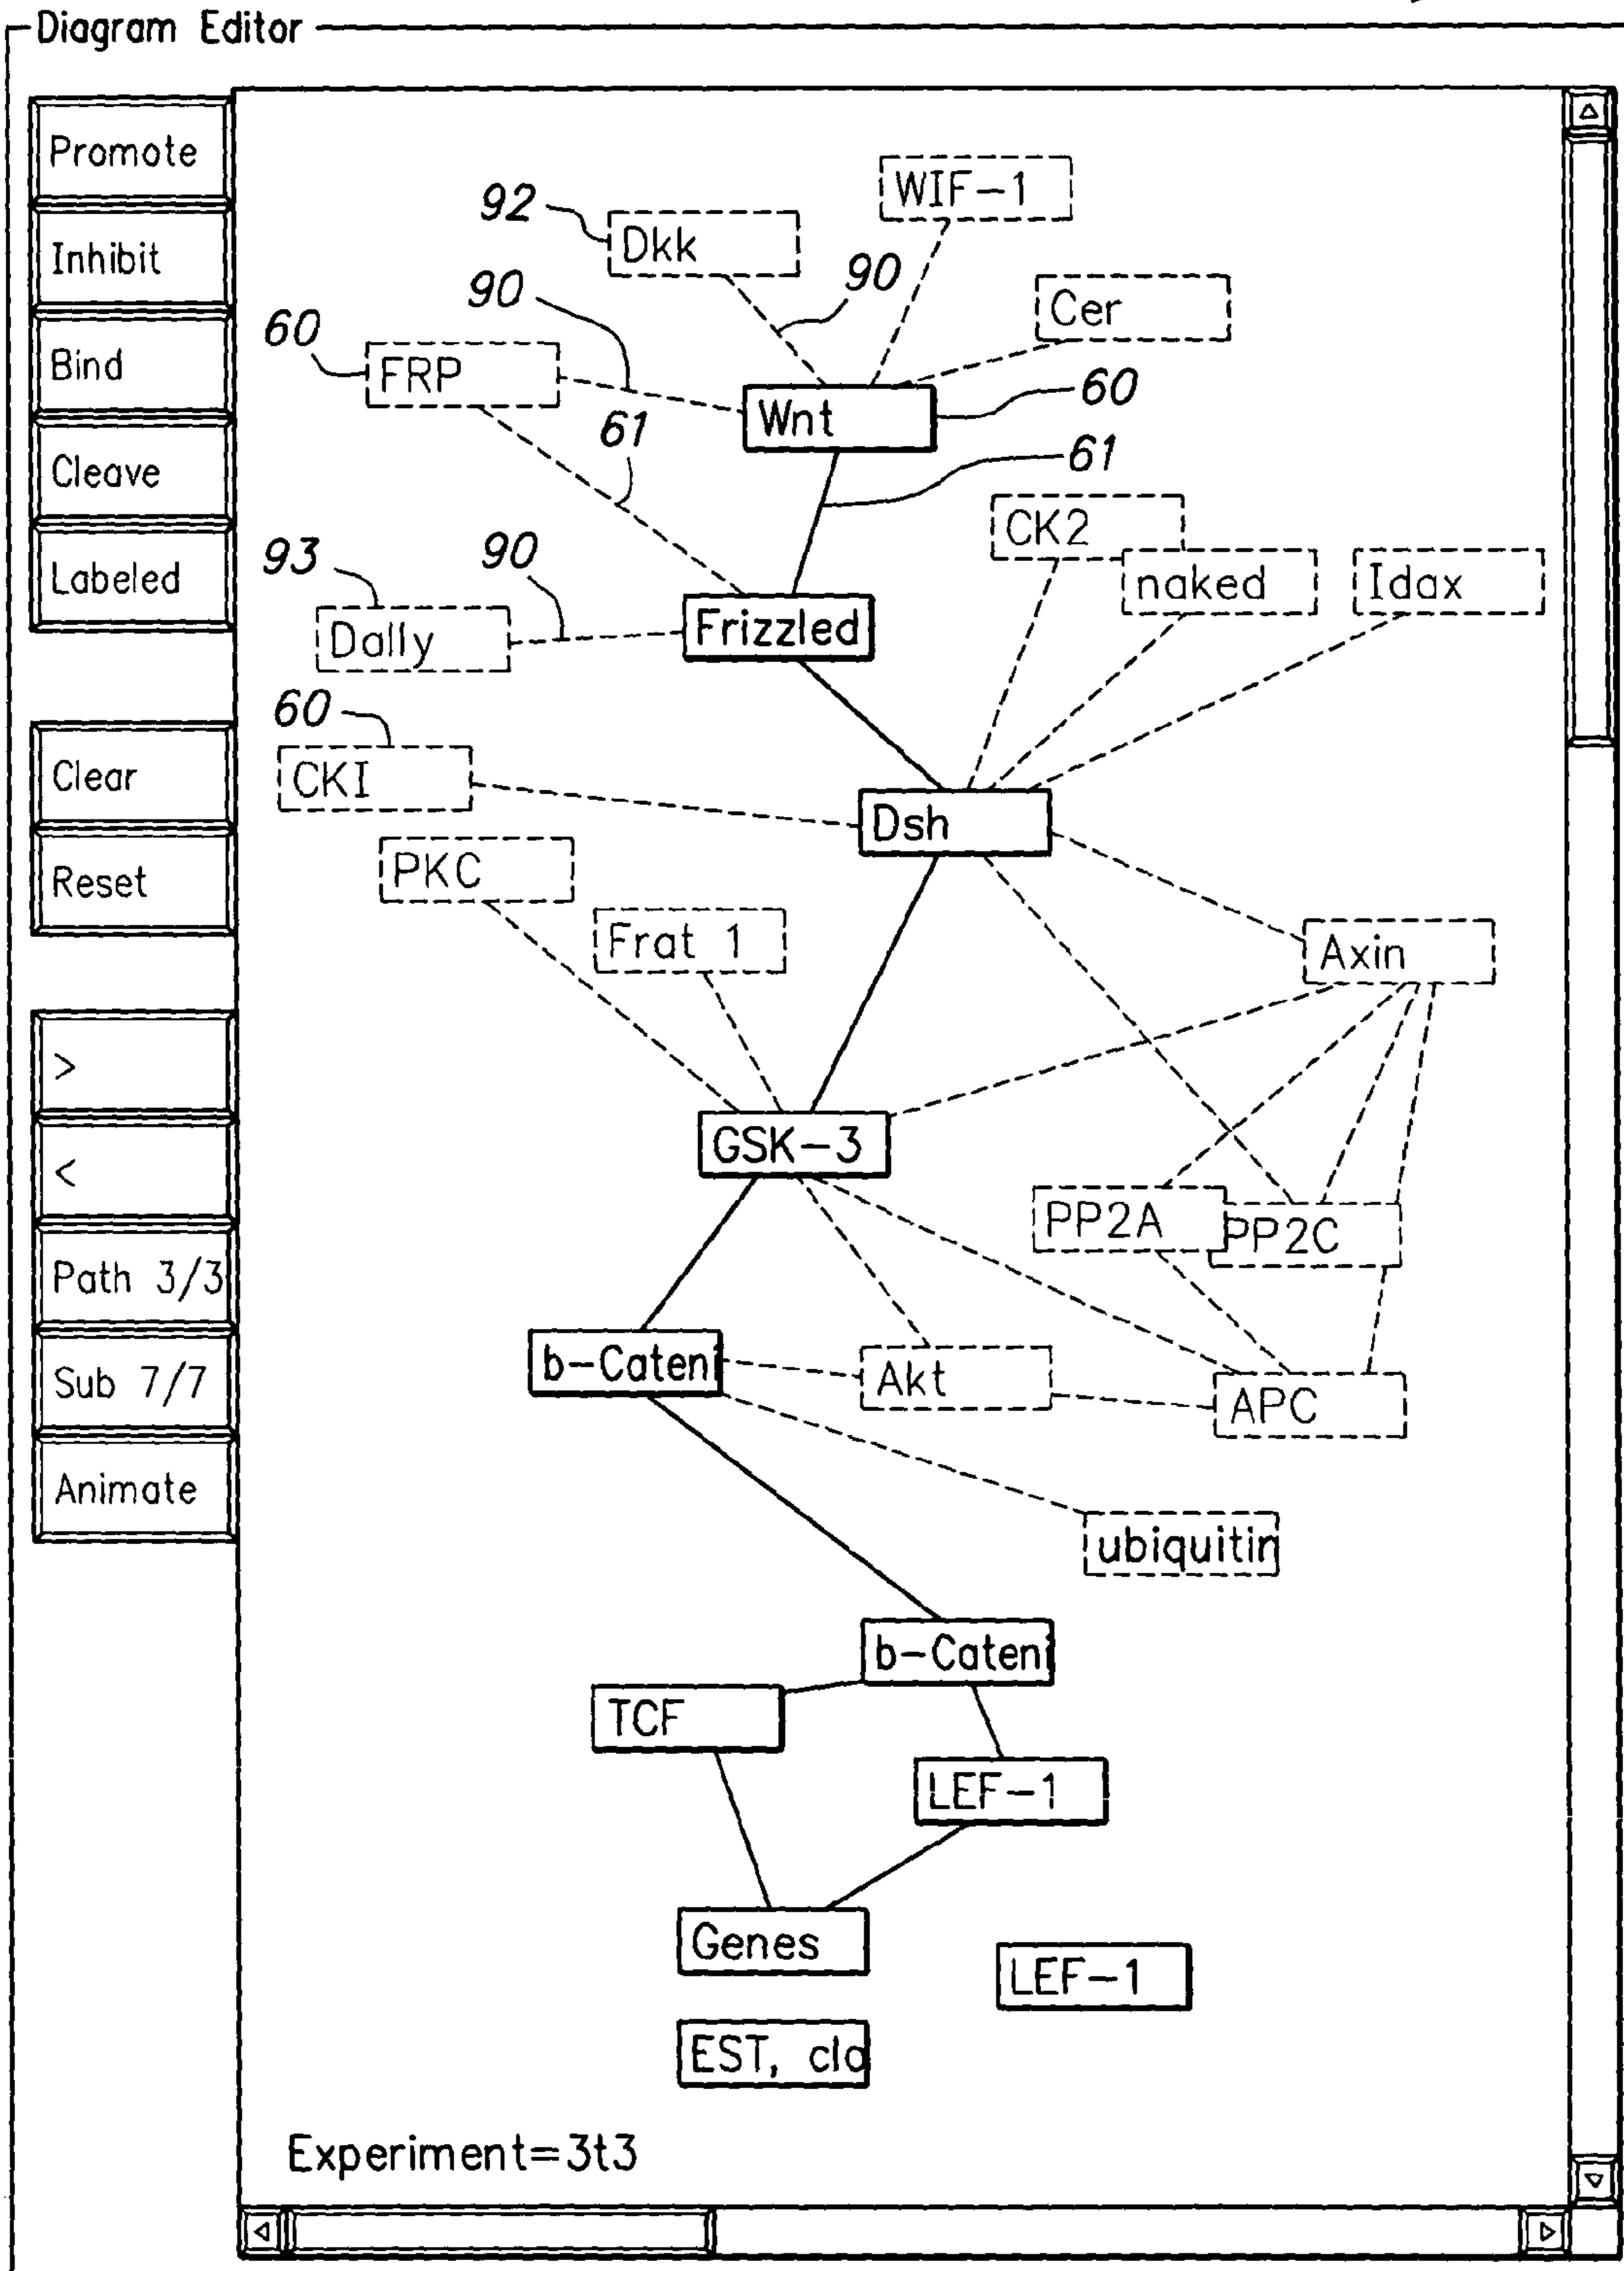 Diagram Editor
Promote
Inhibit
Bind
Cleave
Labeled
Clear
Reset
>
<
Path 3/3
Sub 7/7
Animate
WIF-1
92
Dkk
90
90
Cer
60
FRP
Wnt
60
61
61
CK2
93
90
naked
Idax
Dally
Frizzled
60
CKI
Dsh
PKC
Frat 1
Axin
GSK-3
PP2A
PP2C
b-Cateni
Akt
APC
ubiquitin
b-Cateni
TCF
LEF-1
Genes
LEF-1
EST, cla
Experiment=3t3